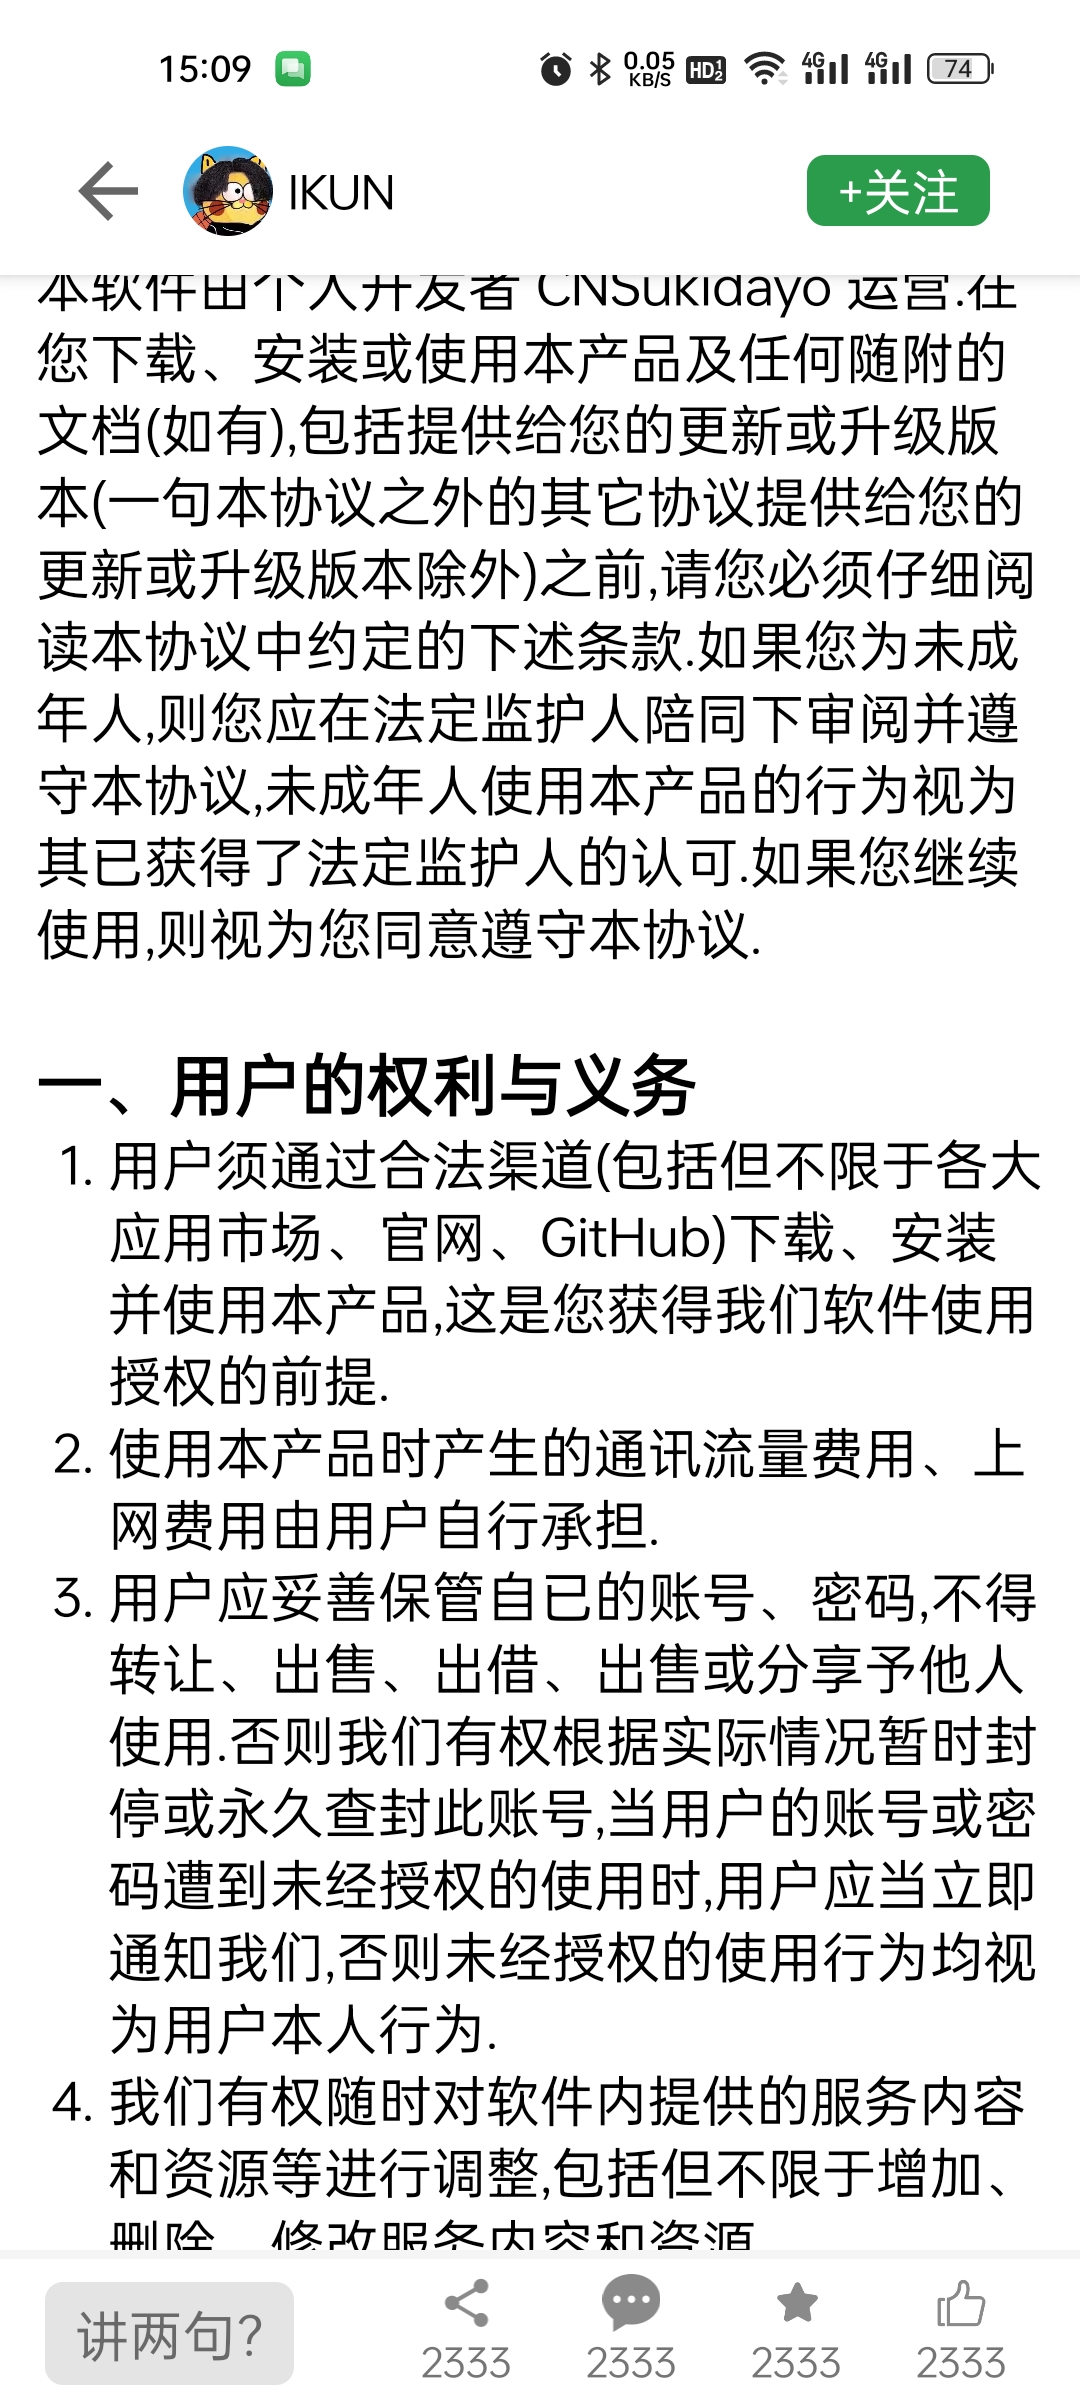 15:09
0.05
KB/S
HD 1 2
4G
4G
74
IKUN
+关注
本软件由个人开发者 CNSukidayo 运营.在
您下载、安装或使用本产品及任何随附的
文档(如有),包括提供给您的更新或升级版
本(一句本协议之外的其它协议提供给您的
更新或升级版本除外)之前,请您必须仔细阅
读本协议中约定的下述条款.如果您为未成
年人,则您应在法定监护人陪同下审阅并遵
守本协议,未成年人使用本产品的行为视为
其已获得了法定监护人的认可.如果您继续
使用,则视为您同意遵守本协议.
一、用户的权利与义务
1. 用户须通过合法渠道(包括但不限于各大
应用市场、官网、GitHub)下载、安装
并使用本产品,这是您获得我们软件使用
授权的前提.
2. 使用本产品时产生的通讯流量费用、上
网费用由用户自行承担.
3. 用户应妥善保管自已的账号、密码,不得
转让、出售、出借、出售或分享予他人
使用.否则我们有权根据实际情况暂时封
停或永久查封此账号,当用户的账号或密
码遭到未经授权的使用时,用户应当立即
通知我们,否则未经授权的使用行为均视
为用户本人行为.
4. 我们有权随时对软件内提供的服务内容
和资源等进行调整,包括但不限于增加、
删除、修改服务内容和资源
讲两句?
2333
2333
2333
2333